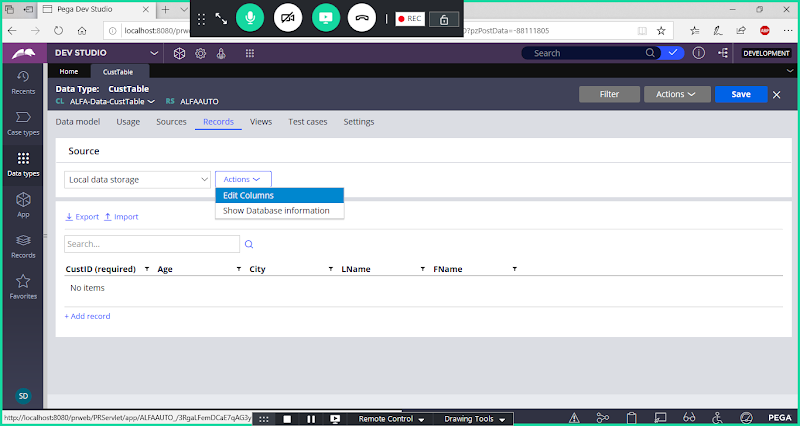 Pega Dev Studio
localhost:8080/prw
0?pzPostData=-88111805
REC
DEV STUDIO
Search
DEVELOPMENT
Home
CustTable
Data Type: CustTable
CL ALFA-Data-CustTable
RS ALFAAUTO
Filter
Actions
Save
Data model
Usage
Sources
Records
Views
Test cases
Settings
Recents
Case types
Data types
App
Records
Favorites
SD
Source
Local data storage
Actions
Edit Columns
Show Database information
Export
Import
Search...
CustID (required)
Age
City
LName
FName
No items
+ Add record
http://localhost:8080/prweb/PRServlet/app/ALFAAUTO_/3RgaLFemDCaE7qAG3y
Remote Control
Drawing Tools
PEGA
ABP